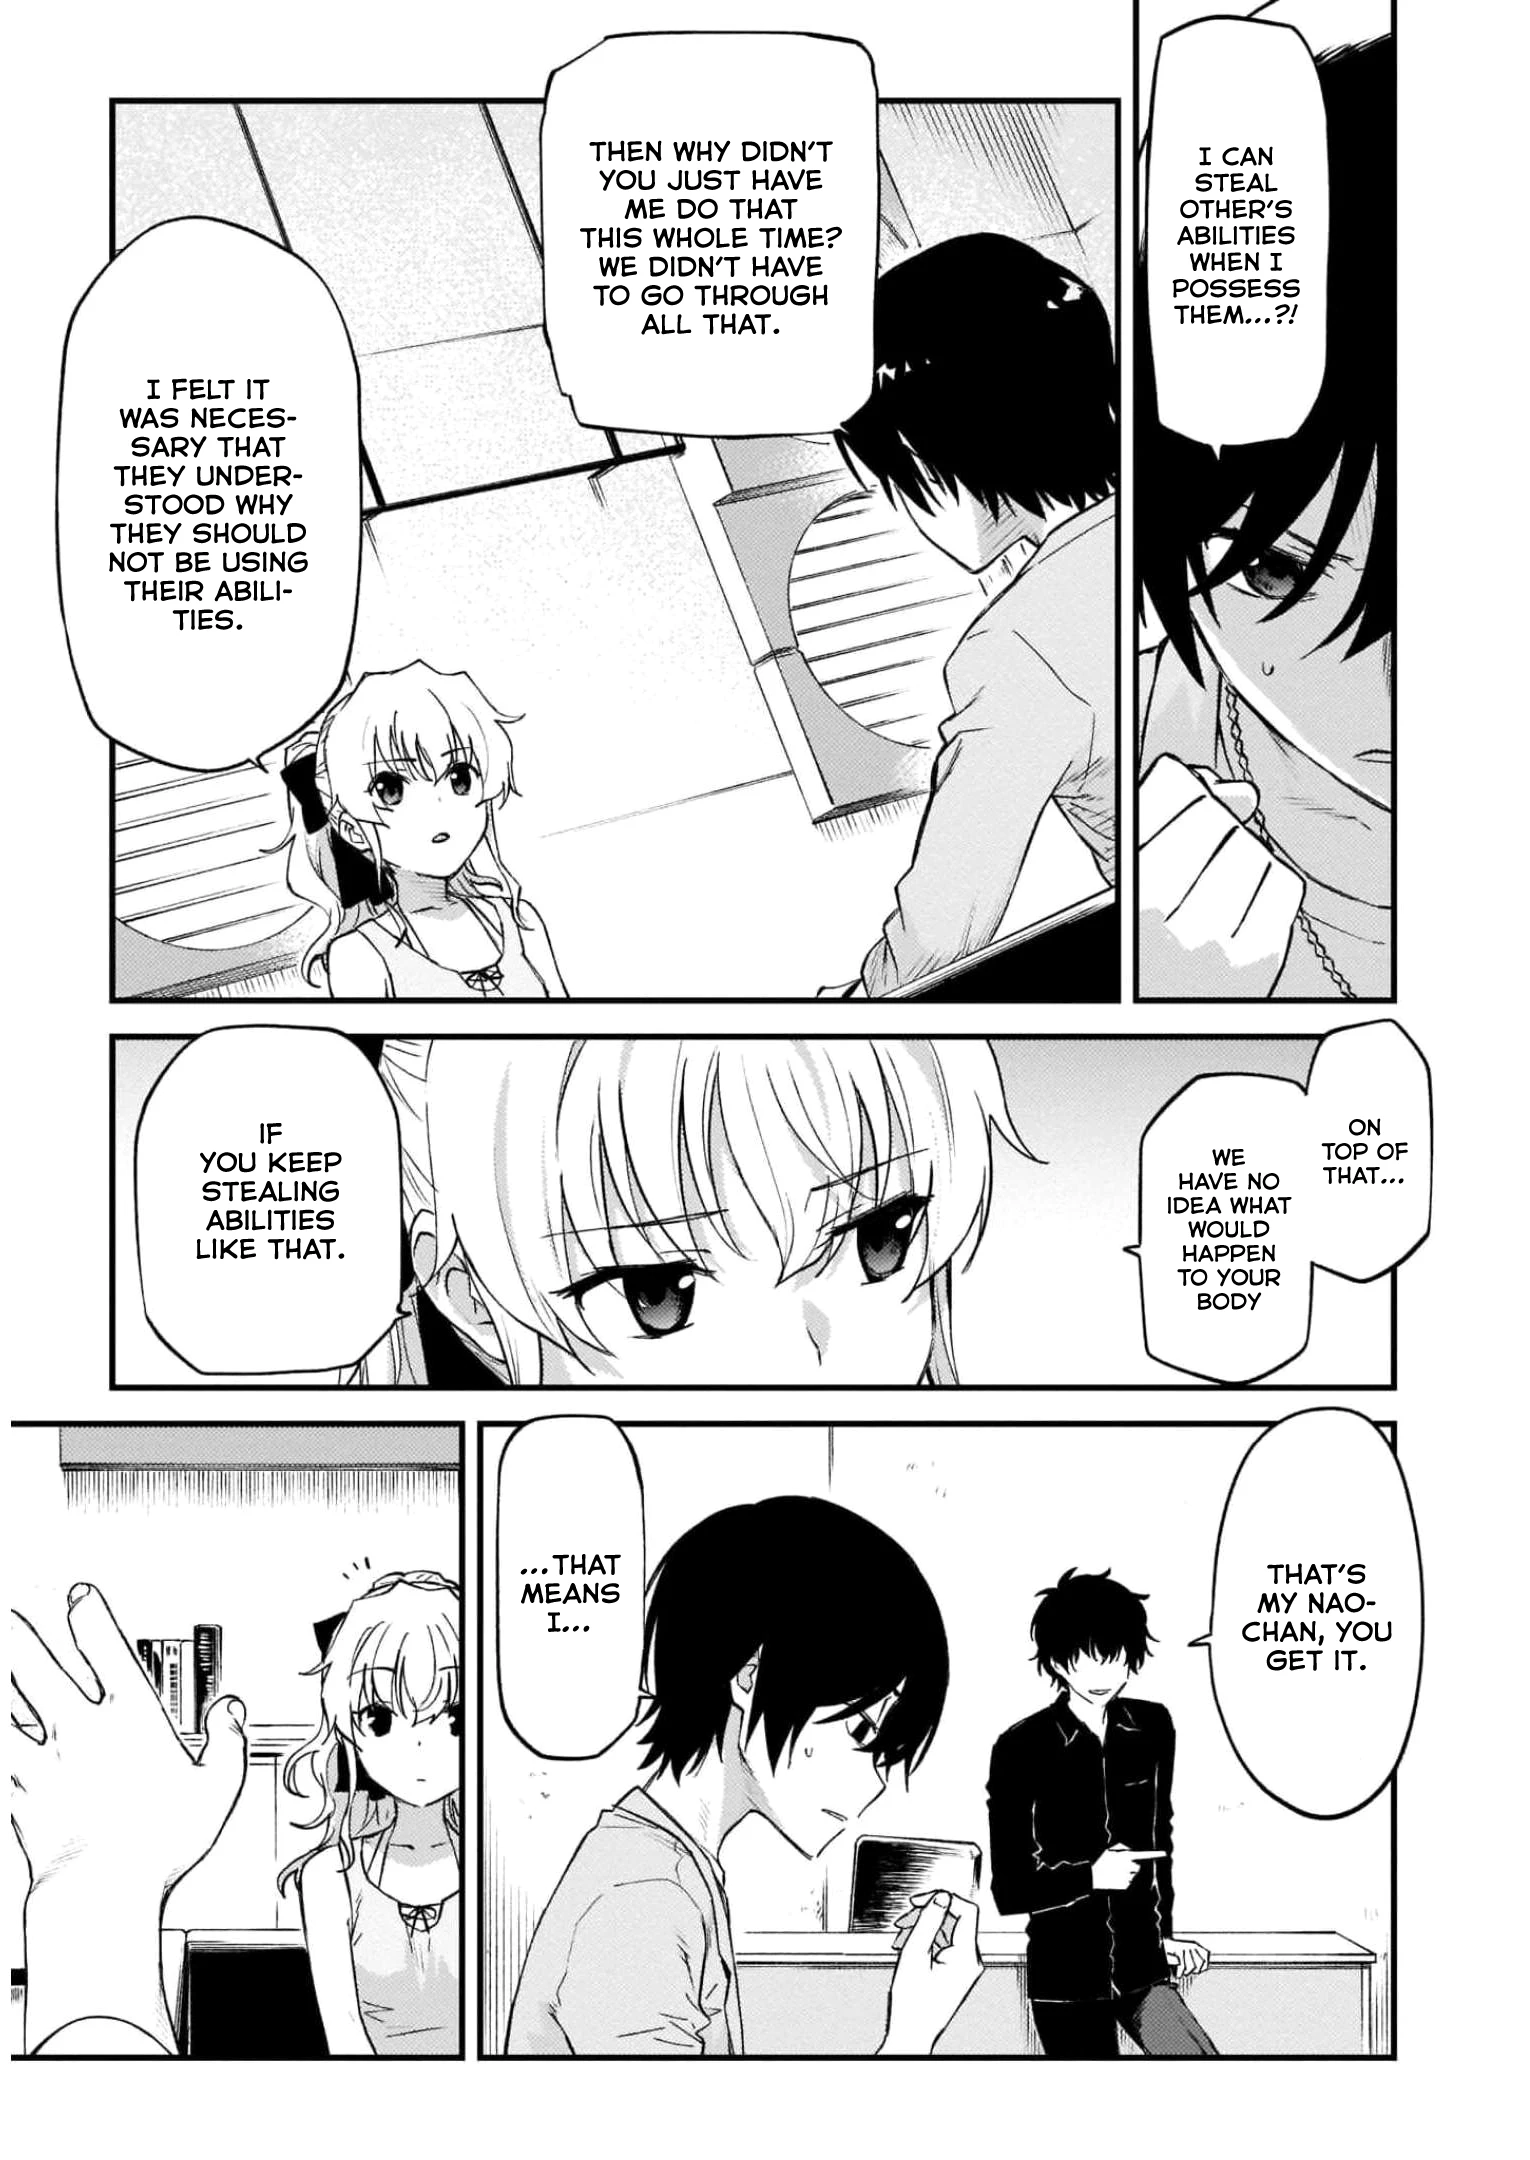 I CAN
STEAL
OTHER'S
ABILITIES
WHEN I
POSSESS
THEM...?!
THEN WHY DIDN'T
YOU JUST HAVE
ME DO THAT
THIS WHOLE TIME?
WE DIDN'T HAVE
TO GO THROUGH
ALL THAT.
I FELT IT
WAS NECES-
SARY THAT
THEY UNDER-
STOOD WHY
THEY SHOULD
NOT BE USING
THEIR ABILI-
TIES.
ON
TOP OF
THAT...
WE
HAVE NO
IDEA WHAT
WOULD
HAPPEN
TO YOUR
BODY
IF
YOU KEEP
STEALING
ABILITIES
LIKE THAT.
THAT'S
MY NAO-
CHAN, YOU
GET IT.
...THAT
MEANS
I...